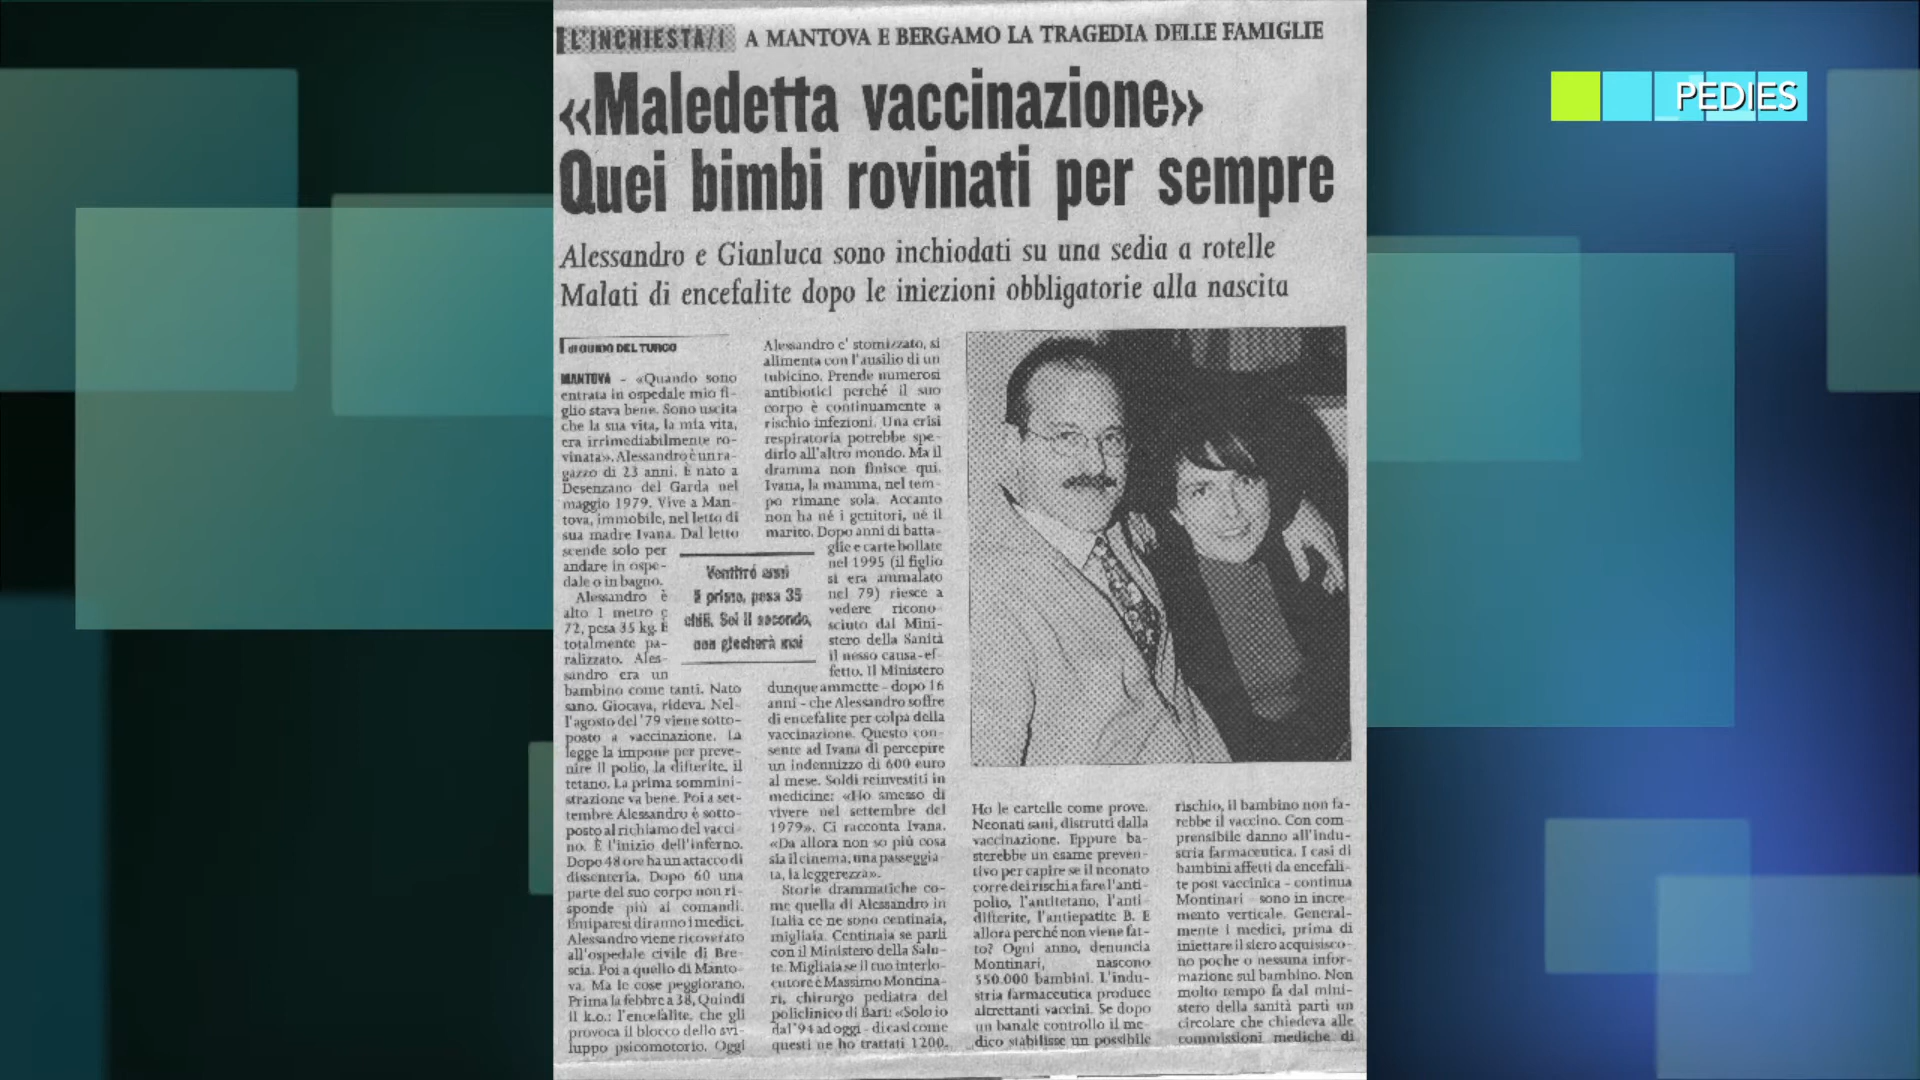 L'INCHIESTA/1 A MANTOVA E BERGAMO LA TRAGEDIA DELLE FAMIGLIE
«Maledetta vaccinazione»
Quei bimbi rovinati per sempre
Alessandro e Gianluca sono inchiodati su una sedia a rotelle
Malati di encefalite dopo le iniezioni obbligatorie alla nascita
di GUIDO DEL TURCO
MANTOVA – «Quando sono
entrata in ospedale mio fi-
glio stava bene. Sono uscita
che la sua vita, la mia vita,
era irrimediabilmente ro-
vinata». Alessandro è un ra-
gazzo di 23 anni. È nato a
Desenzano del Garda nel
maggio 1979. Vive a Man-
tova, immobile, nel letto di
sua madre Ivana. Dal letto
scende solo per
andare in ospe-
dale o in bagno.
Alessandro è
alto 1 metro e
72, pesa 35 kg. È
totalmente pa-
ralizzato. Ales-
sandro era un
bambino come tanti. Nato
sano. Giocava, rideva. Nel-
l'agosto del '79 viene sotto-
posto a vaccinazione. La
legge la impone per preve-
nire il polio, la difterite, il
tetano. La prima sommini-
strazione va bene. Poi a set-
tembre Alessandro è sotto-
posto al richiamo del vacci-
no. È l'inizio dell'inferno.
Dopo 48 ore ha un attacco di
dissenteria. Dopo 60 una
parte del suo corpo non ri-
sponde più ai comandi.
Emiparesi diranno i medici.
Alessandro viene ricoverato
all'ospedale civile di Bre-
scia. Poi a quello di Manto-
va. Ma le cose peggiorano.
Prima la febbre a 38, Quindi
il k.o.: l'encefalite, che gli
provoca il blocco dello svi-
luppo psicomotorio. Oggi
Ventitré anni
il primo, pesa 35
chili. Sei il secondo,
non giocherà mai
Alessandro e' stomizzato, si
alimenta con l'ausilio di un
tubicino. Prende numerosi
antibiotici perché il suo
corpo è continuamente a
rischio infezioni. Una crisi
respiratoria potrebbe spe-
dirlo all'altro mondo. Ma il
dramma non finisce qui.
Ivana, la mamma, nel tem-
po rimane sola. Accanto
non ha né i genitori, né il
marito. Dopo anni di batta-
glie e carte bollate
nel 1995 (il figlio
si era ammalato
nel 79) riesce a
vedere ricono-
sciuto dal Mini-
stero della Sanità
il nesso causa-ef-
fetto. Il Ministero
dunque ammette – dopo 16
anni – che Alessandro soffre
di encefalite per colpa della
vaccinazione. Questo con-
sente ad Ivana di percepire
un indennizzo di 600 euro
al mese. Soldi reinvestiti in
medicine: «Ho smesso di
vivere nel settembre del
1979». Ci racconta Ivana.
«Da allora non so più cosa
sia il cinema, una passeggia-
ta, la leggerezza».
Storie drammatiche co-
me quella di Alessandro in
Italia ce ne sono centinaia,
migliaia. Centinaia se parli
con il Ministero della Salu-
te. Migliaia se il tuo interlo-
cutore è Massimo Montina-
ri, chirurgo pediatra del
policlinico di Bari: «Solo io
dal '94 ad oggi – di casi come
questi ne ho trattati 1200.
Ho le cartelle come prove.
Neonati sani, distrutti dalla
vaccinazione. Eppure ba-
sterebbe un esame preven-
tivo per capire se il neonato
corre dei rischi a fare l'anti-
polio, l'antitetano, l'anti-
difterite, l'antiepatite B. E
allora perché non viene fat-
to? Ogni anno, denuncia
Montinari, nascono
550.000 bambini. L'indu-
stria farmaceutica produce
altrettanti vaccini. Se dopo
un banale controllo il me-
dico stabilisse un possibile
rischio, il bambino non fa-
rebbe il vaccino. Con com-
prensibile danno all'indu-
stria farmaceutica. I casi di
bambini affetti da encefali-
te post vaccinica – continua
Montinari – sono in incre-
mento verticale. General-
mente i medici, prima di
iniettare il siero acquisisco-
no poche o nessuna infor-
mazione sul bambino. Non
molto tempo fa dal mini-
stero della sanità partì un
circolare che chiedeva alle
commissioni mediche di
PEDIES